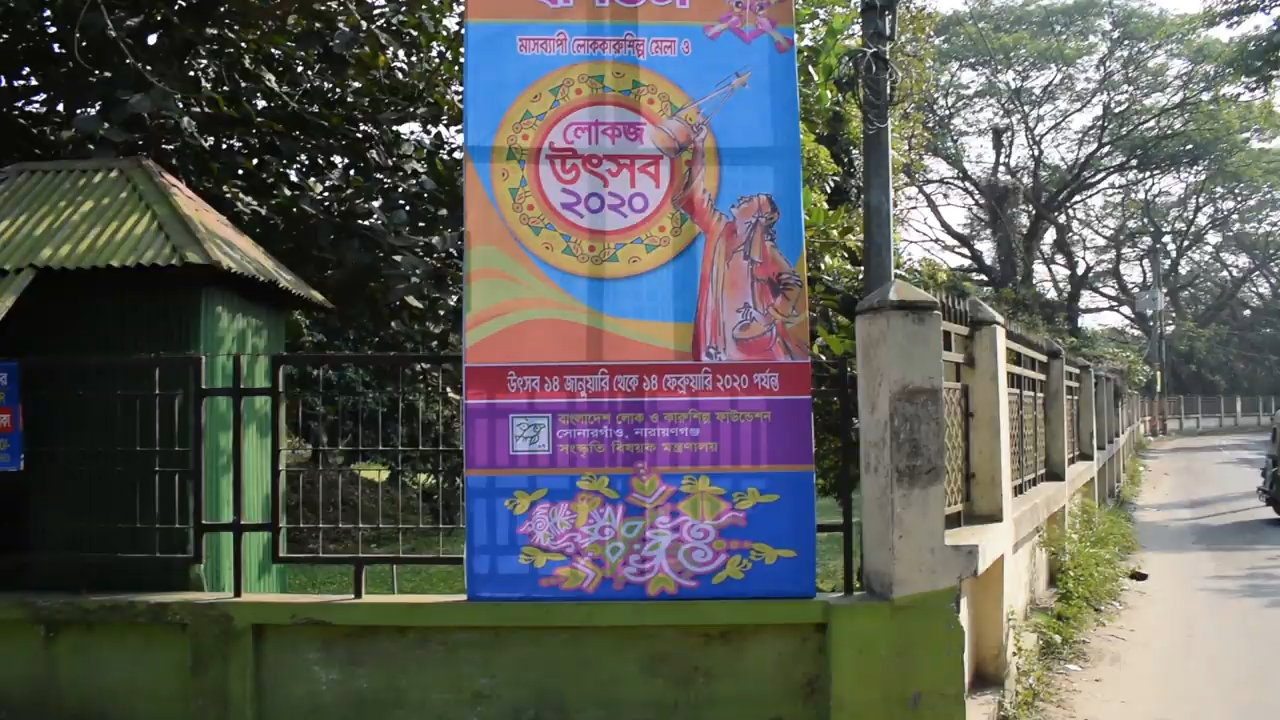 মাসব্যাপী লোককারুশিল্প মেলা ও
লোকজ
উৎসব
২০২০
উৎসব ১৪ জানুয়ারি থেকে ১৪ ফেব্রুয়ারি ২০২০ পর্যন্ত
বাংলাদেশ লোক ও কারুশিল্প ফাউন্ডেশন
সোনারগাঁও, নারায়ণগঞ্জ
সংস্কৃতি বিষয়ক মন্ত্রণালয়